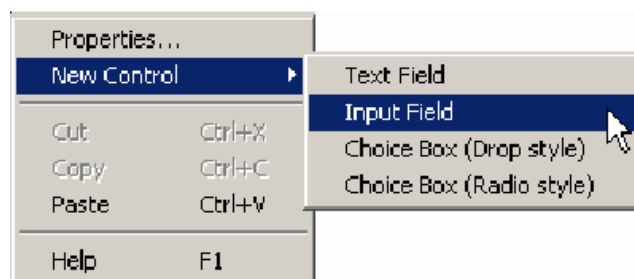 Properties...
New Control
Cut Ctrl+X
Copy Ctrl+C
Paste Ctrl+V
Help F1
Text Field
Input Field
Choice Box (Drop style)
Choice Box (Radio style)